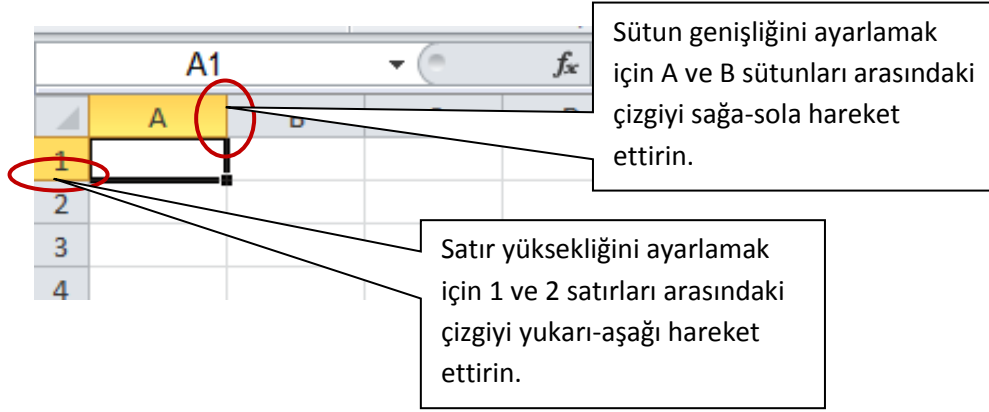 A1
fx
Sütun genişliğini ayarlamak
için A ve B sütunları arasındaki
çizgiyi sağa-sola hareket
ettirin.
A
B
1
2
3
4
Satır yüksekliğini ayarlamak
için 1 ve 2 satırları arasındaki
çizgiyi yukarı-aşağı hareket
ettirin.